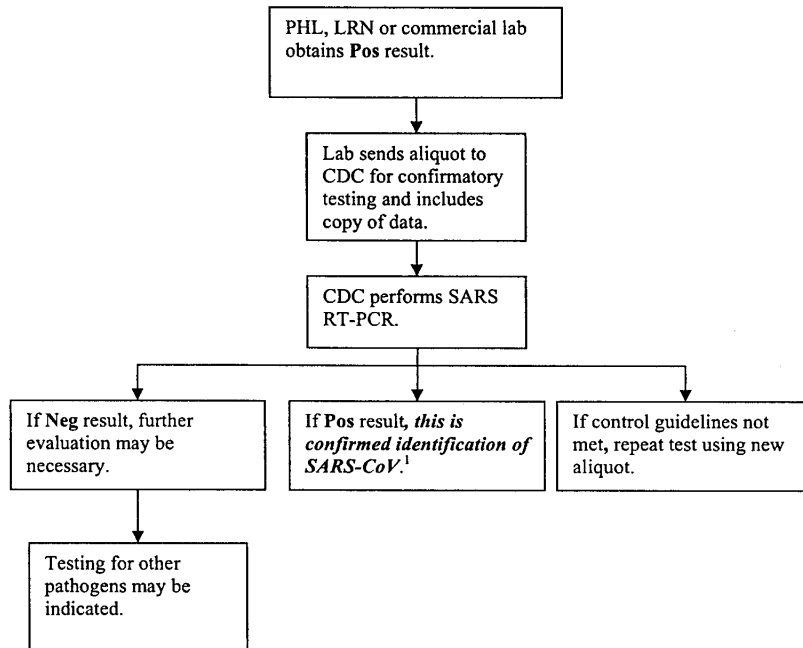 PHL, LRN or commercial lab
obtains Pos result.
Lab sends aliquot to
CDC for confirmatory
testing and includes
copy of data.
CDC performs SARS
RT-PCR.
If Neg result, further
evaluation may be
necessary.
If Pos result, this is
confirmed identification of
SARS-CoV.1
If control guidelines not
met, repeat test using new
aliquot.
Testing for other
pathogens may be
indicated.